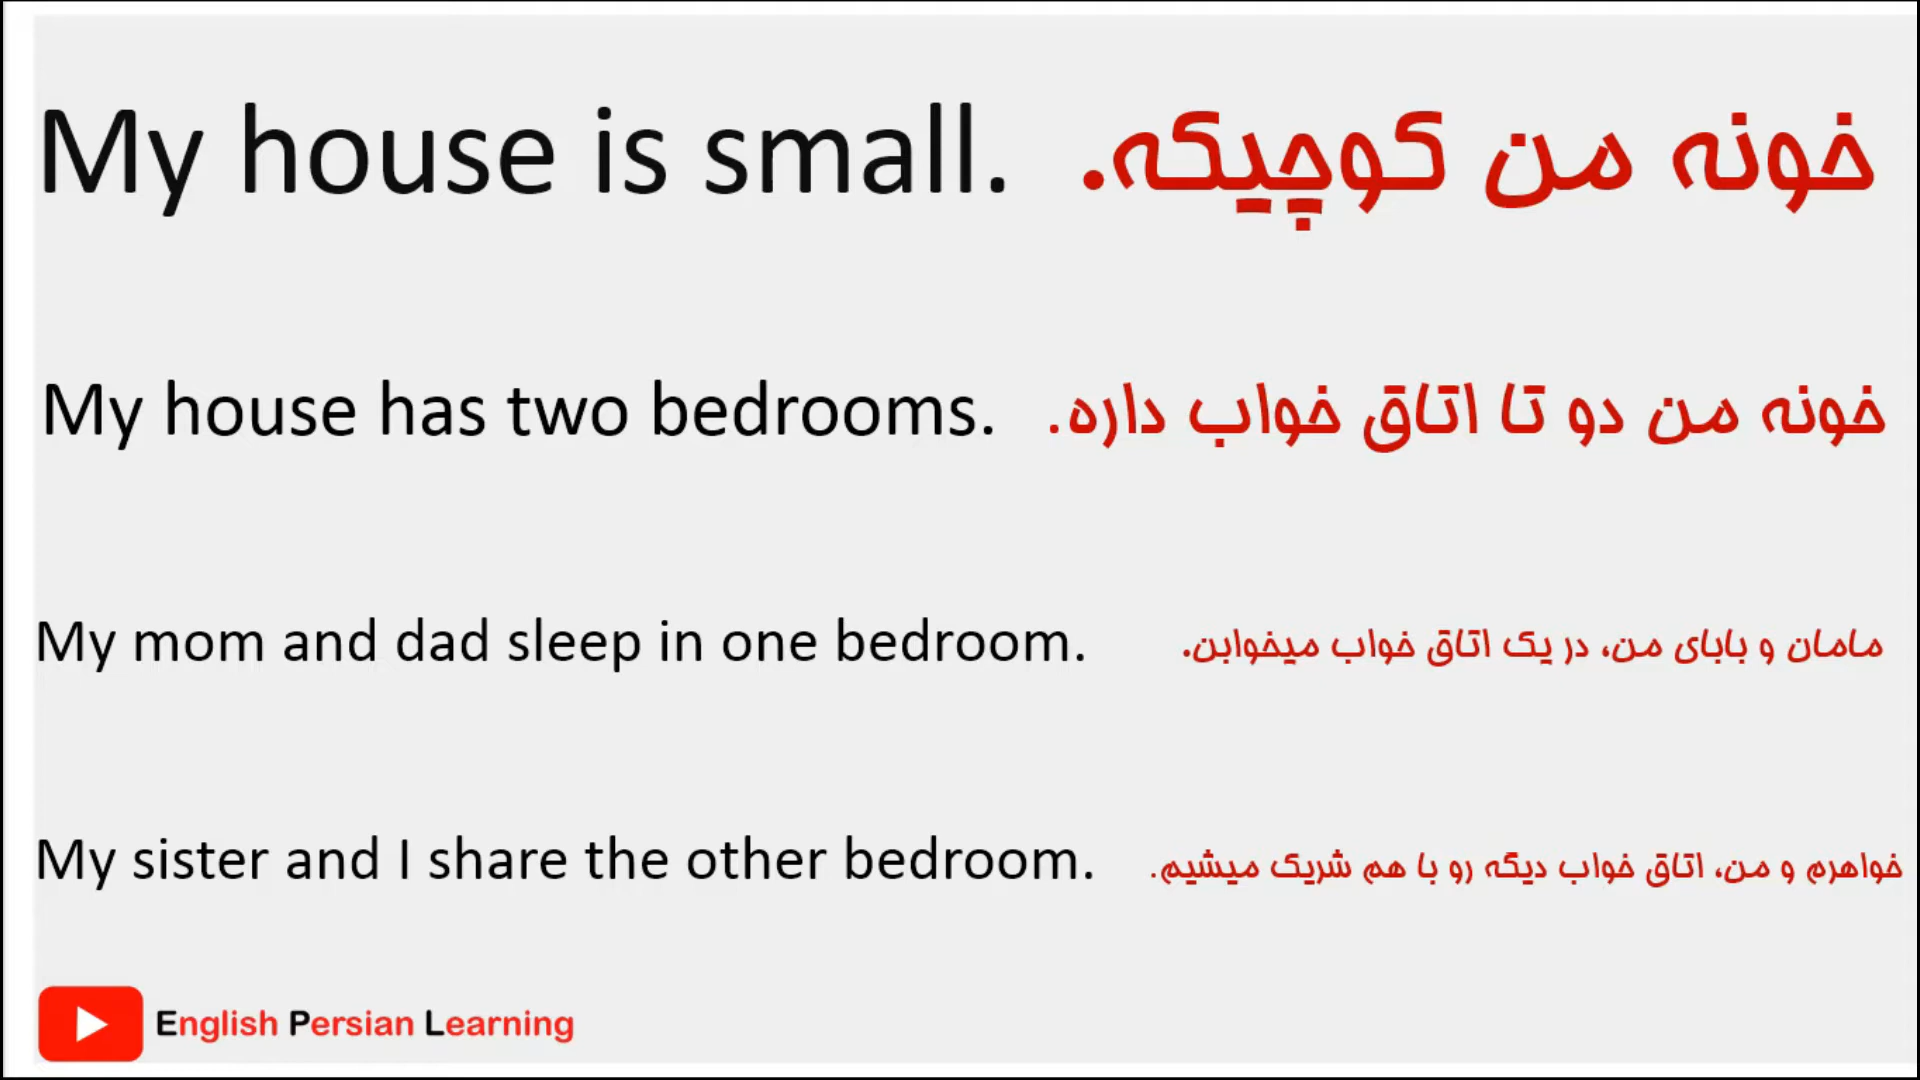 My house is small. خونه من کوچیکه.
My house has two bedrooms. خونه من دو تا اتاق خواب داره.
My mom and dad sleep in one bedroom. مامان و بابای من، در یک اتاق خواب میخوابن.
My sister and I share the other bedroom. خواهرم و من، اتاق خواب دیگه رو با هم شریک میشیم.
English Persian Learning